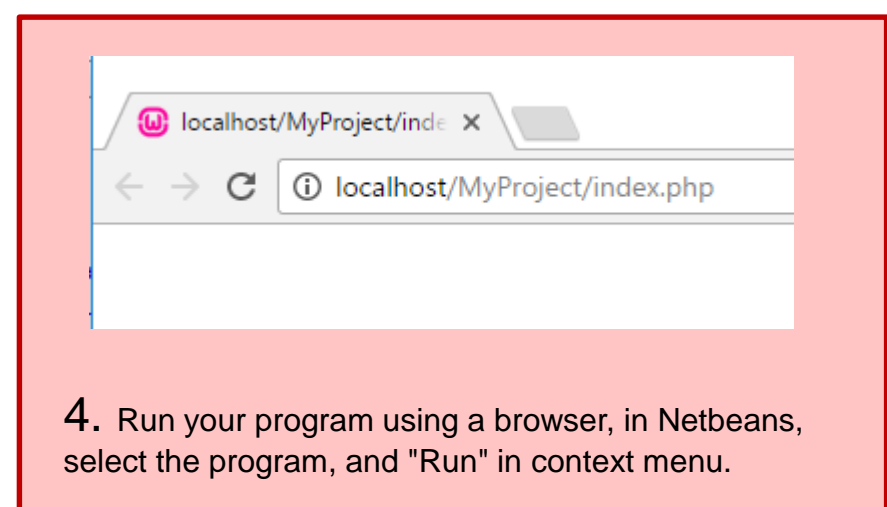 localhost/MyProject/inde
localhost/MyProject/index.php
4. Run your program using a browser, in Netbeans,
select the program, and "Run" in context menu.